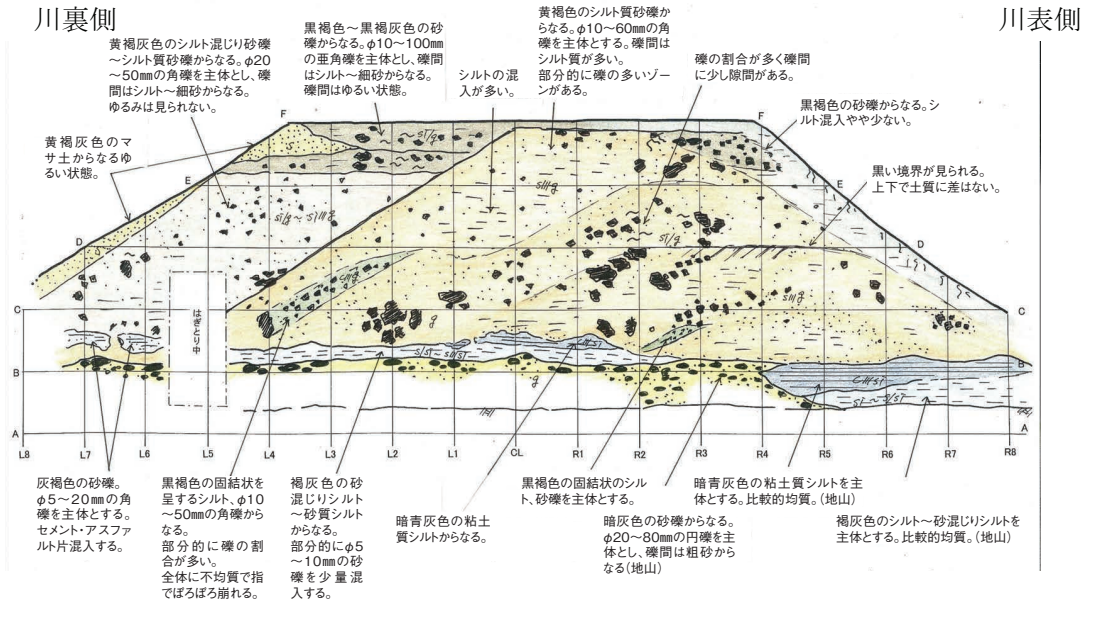 川裏側
川表側
黄褐灰色のシルト混じり砂礫
～シルト質砂礫からなる。φ20
～50㎜の角礫を主体とし、礫
間はシルト～細砂からなる。
ゆるみは見られない。
黒褐色～黒褐灰色の砂
礫からなる。φ10～100㎜
の亜角礫を主体とし、礫間
はシルト～細砂からなる。
礫間はゆるい状態。
シルトの混
入が多い。
黄褐色のシルト質砂礫か
らなる。φ10～60㎜の角
礫を主体とする。礫間は
シルト質が多い。
部分的に礫の多いゾー
ンがある。
礫の割合が多く礫間
に少し隙間がある。
黒褐色の砂礫からなる。シ
ルト混入やや少ない。
黄褐灰色のマ
サ土からなるゆ
るい状態。
黒い境界が見られる。
上下で土質に差はない。
F
F
E
E
D
D
C
C
B
B
A
A
S
st/g
st/g～st///g
s///g
st/g
c///g
s///g
g
s/st～s///st
c///st
g
c///st
st～s/st
はぎとり中
L8
L7
L6
L5
L4
L3
L2
L1
CL
R1
R2
R3
R4
R5
R6
R7
R8
灰褐色の砂礫。
φ5～20㎜の角
礫を主体とする。
セメント・アスファ
ルト片混入する。
黒褐色の固結状を
呈するシルト、φ10
～50㎜の角礫から
なる。
部分的に礫の割
合が多い。
全体に不均質で指
でぼろぼろ崩れる。
褐灰色の砂
混じりシルト
～砂質シルト
からなる。
部分的にφ5
～10㎜の砂
礫を少量混
入する。
暗青灰色の粘土
質シルトからなる。
黒褐色の固結状のシル
ト、砂礫を主体とする。
暗灰色の砂礫からなる。
φ20～80㎜の円礫を主
体とし、礫間は粗砂から
なる(地山)
暗青灰色の粘土質シルトを主
体とする。比較的均質。(地山)
褐灰色のシルト～砂混じりシルトを
主体とする。比較的均質。(地山)